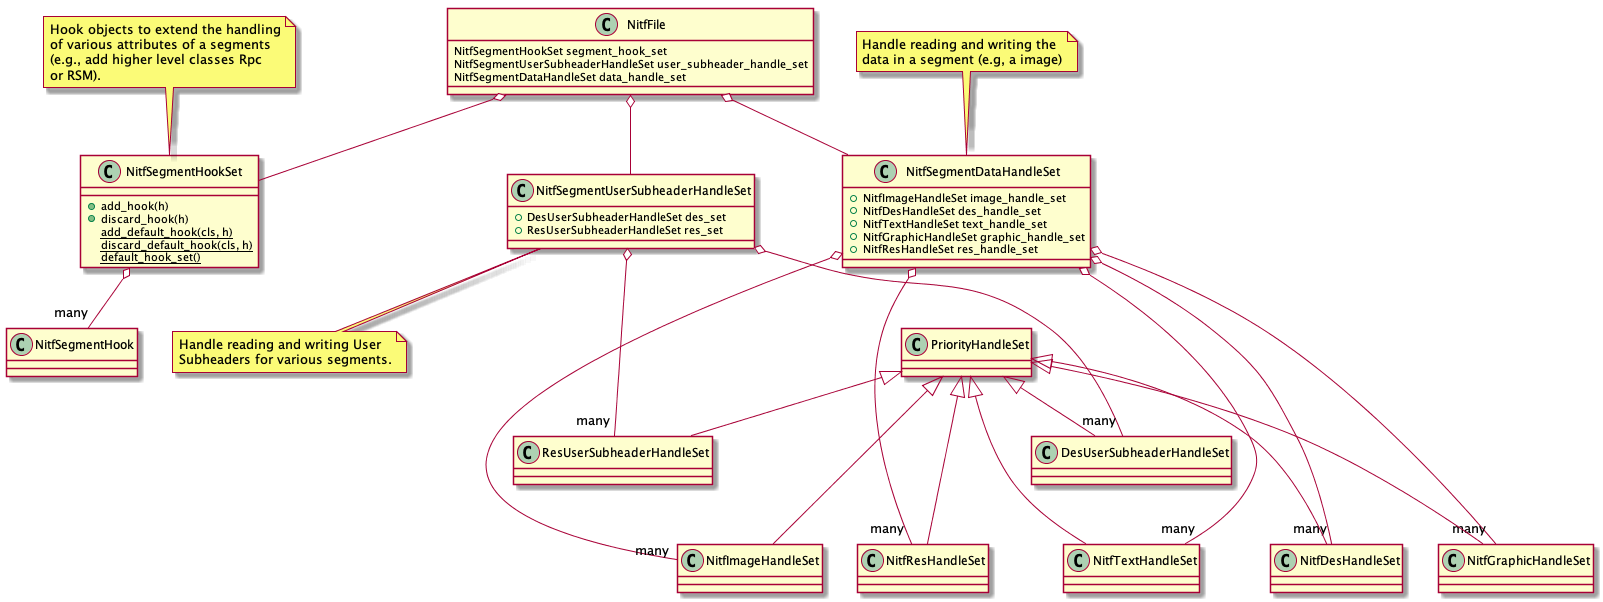 Hook objects to extend the handling
of various attributes of a segments
(e.g., add higher level classes Rpc
or RSM).
C NitfFile
NitfSegmentHookSet segment_hook_set
NitfSegmentUserSubheaderHandleSet user_subheader_handle_set
NitfSegmentDataHandleSet data_handle_set
Handle reading and writing the
data in a segment (e.g, a image)
C NitfSegmentHookSet
add_hook(h)
discard_hook(h)
add_default_hook(cls, h)
discard_default_hook(cls, h)
default_hook_set()
C NitfSegmentUserSubheaderHandleSet
DesUserSubheaderHandleSet des_set
ResUserSubheaderHandleSet res_set
C NitfSegmentDataHandleSet
NitfImageHandleSet image_handle_set
NitfDesHandleSet des_handle_set
NitfTextHandleSet text_handle_set
NitfGraphicHandleSet graphic_handle_set
NitfResHandleSet res_handle_set
many
C NitfSegmentHook
Handle reading and writing User
Subheaders for various segments.
C PriorityHandleSet
many
C ResUserSubheaderHandleSet
many
C DesUserSubheaderHandleSet
many
C NitfImageHandleSet
many
C NitfResHandleSet
many
C NitfTextHandleSet
many
C NitfDesHandleSet
many
C NitfGraphicHandleSet